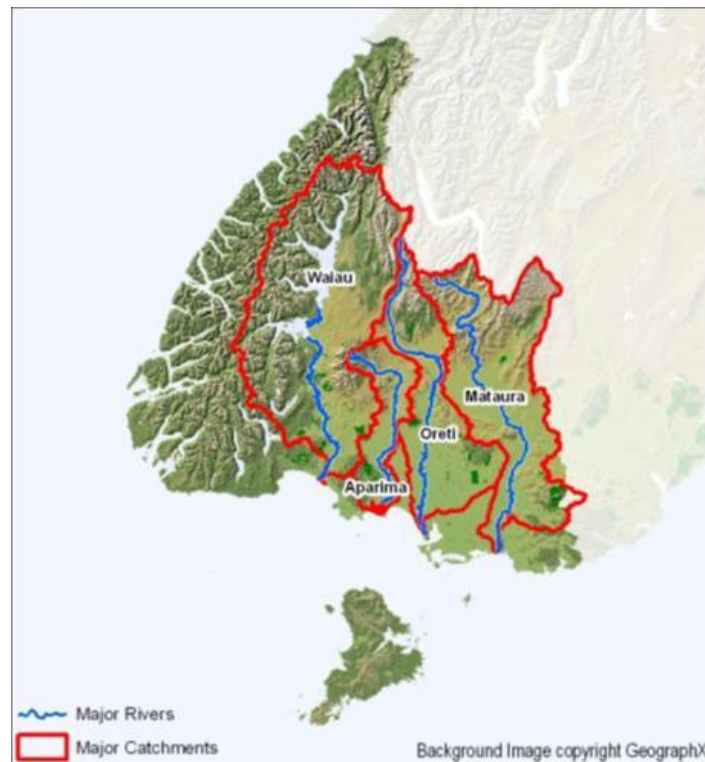 Waiau
Mataura
Oreti
Aparima
Major Rivers
Major Catchments
Background Image copyright GeographX